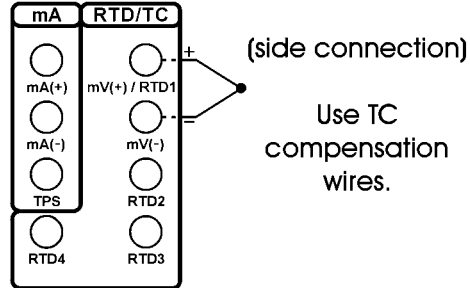 mA RTD/TC
+ (side connection)
mA(+) mV(+) / RTD1
Use TC
− compensation
mA(-) mV(-)
wires.
TPS RTD2
RTD4 RTD3